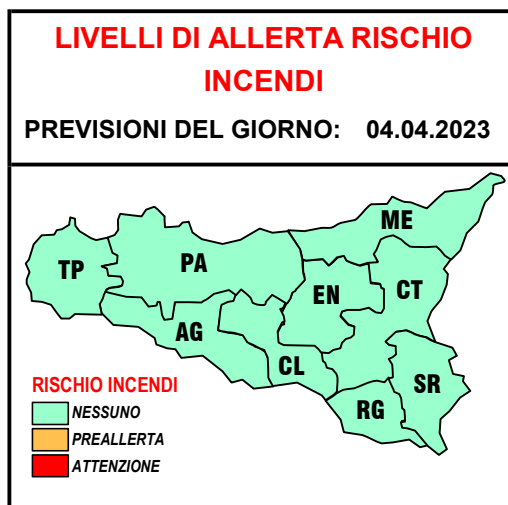 LIVELLI DI ALLERTA RISCHIO
INCENDI
PREVISIONI DEL GIORNO: 04.04.2023
ME
TP
PA
EN
CT
AG
CL
SR
RG
RISCHIO INCENDI
NESSUNO
PREALLERTA
ATTENZIONE